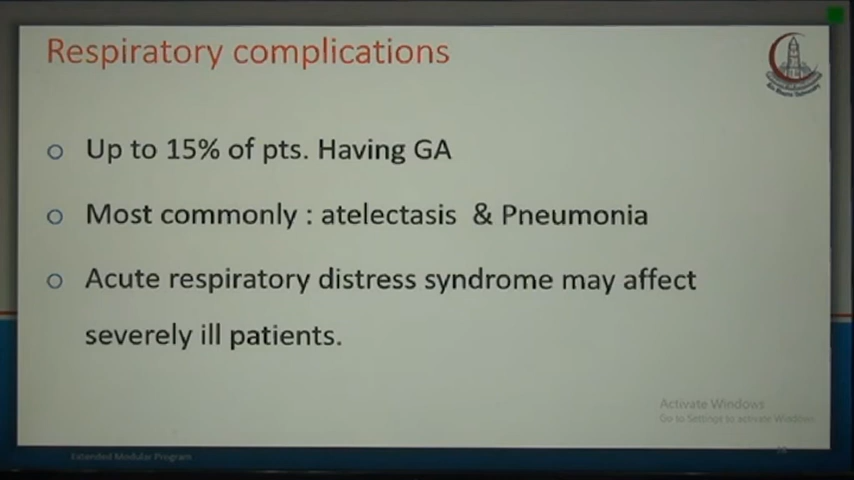 Respiratory complications
Up to 15% of pts. Having GA
Most commonly : atelectasis & Pneumonia
Acute respiratory distress syndrome may affect
severely ill patients.
Activate Windows
Go to Settings to activate Windows.
Extended Modular Program